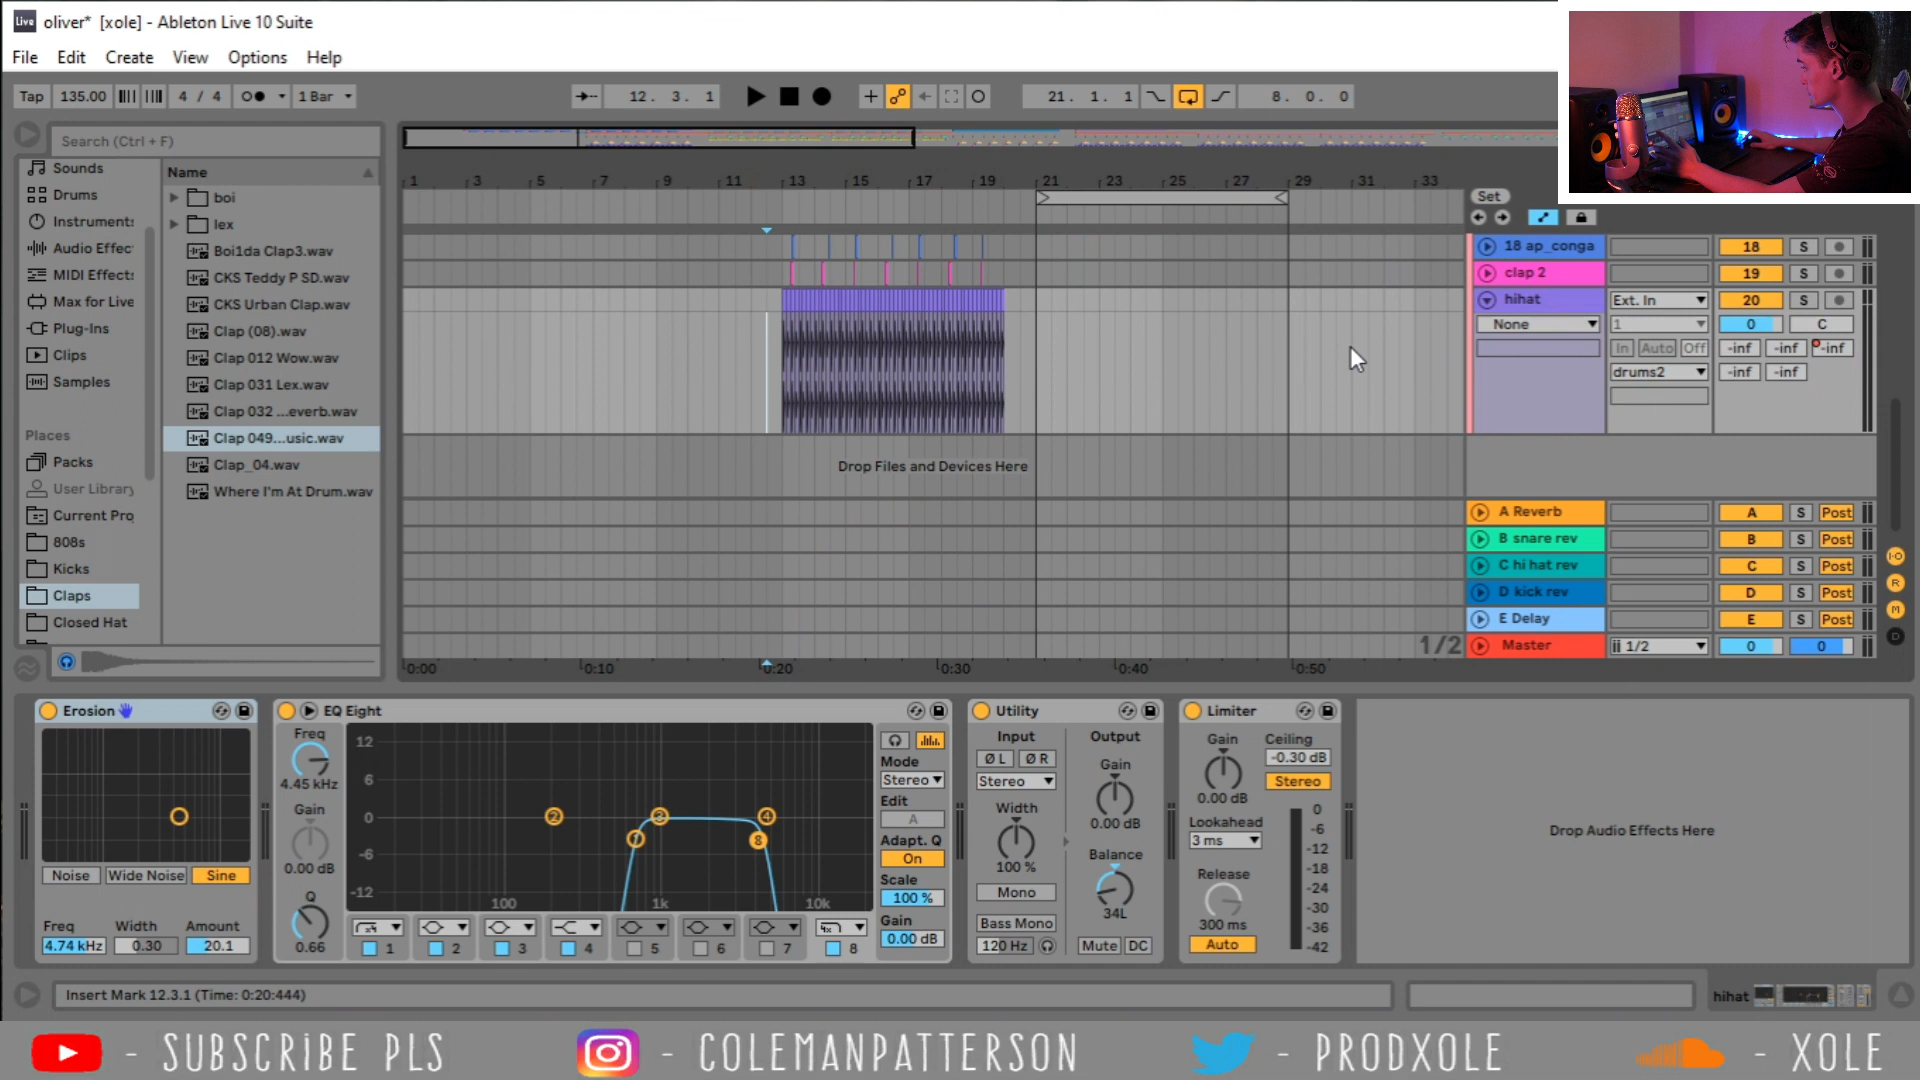 Live oliver* [xole] - Ableton Live 10 Suite
File Edit Create View Options Help
Tap 135.00 4 / 4 1 Bar 12. 3. 1 21. 1. 1 8. 0. 0
Search (Ctrl + F)
Sounds
Drums
Instruments
Audio Effec
MIDI Effects
Max for Live
Plug-Ins
Clips
Samples
Places
Packs
User Library
Current Pro
808s
Kicks
Claps
Closed Hat
Name
boi
lex
Boi1da Clap3.wav
CKS Teddy P SD.wav
CKS Urban Clap.wav
Clap (08).wav
Clap 012 Wow.wav
Clap 031 Lex.wav
Clap 032 ...everb.wav
Clap 049...usic.wav
Clap_04.wav
Where I'm At Drum.wav
1 3 5 7 9 11 13 15 17 19 21 23 25 27 29 31 33
Drop Files and Devices Here
1/2
0:00 0:10 0:20 0:30 0:40 0:50
Set
18 ap_conga 18 S
clap 2 19 S
hihat Ext. In 20 S
None 1 0 C
In Auto Off -inf -inf -inf
drums2 -inf -inf
A Reverb A S Post
B snare rev B S Post
C hi hat rev C S Post
D kick rev D S Post
E Delay E S Post
Master 1/2 0 0
I·O
R
M
D
Erosion
Noise Wide Noise Sine
Freq Width Amount
4.74 kHz 0.30 20.1
EQ Eight
Freq
4.45 kHz
Gain
0.00 dB
Q
0.66
12
6
0
-6
-12
100 1k 10k
1 2 3 4 8
1 2 3 4 5 6 7 8
Mode
Stereo
Edit
A
Adapt. Q
On
Scale
100 %
Gain
0.00 dB
Utility
Input
Ø L Ø R
Stereo
Width
100 %
Mono
Bass Mono
120 Hz
Output
Gain
0.00 dB
Balance
34L
Mute DC
Limiter
Gain
0.00 dB
Lookahead
3 ms
Release
300 ms
Auto
Ceiling
-0.30 dB
Stereo
0
-6
-12
-18
-24
-30
-36
-42
Drop Audio Effects Here
Insert Mark 12.3.1 (Time: 0:20:444)
hihat
- SUBSCRIBE PLS - COLEMANPATTERSON - PRODXOLE - XOLE